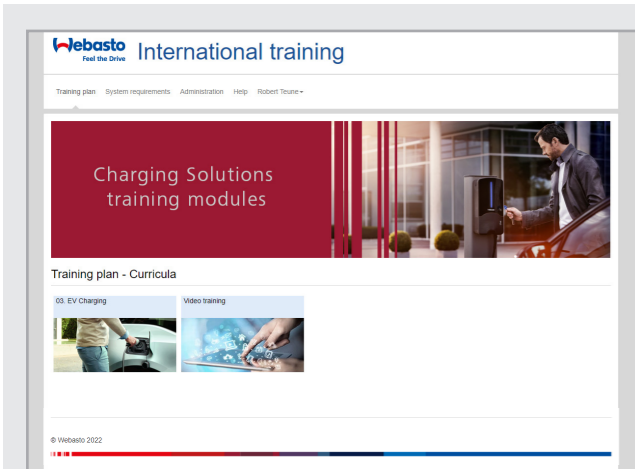 Webasto
Feel the Drive
International training
Training plan System requirements Administration Help Robert Teune
Charging Solutions
training modules
Training plan - Curricula
03. EV Charging
Video training
© Webasto 2022